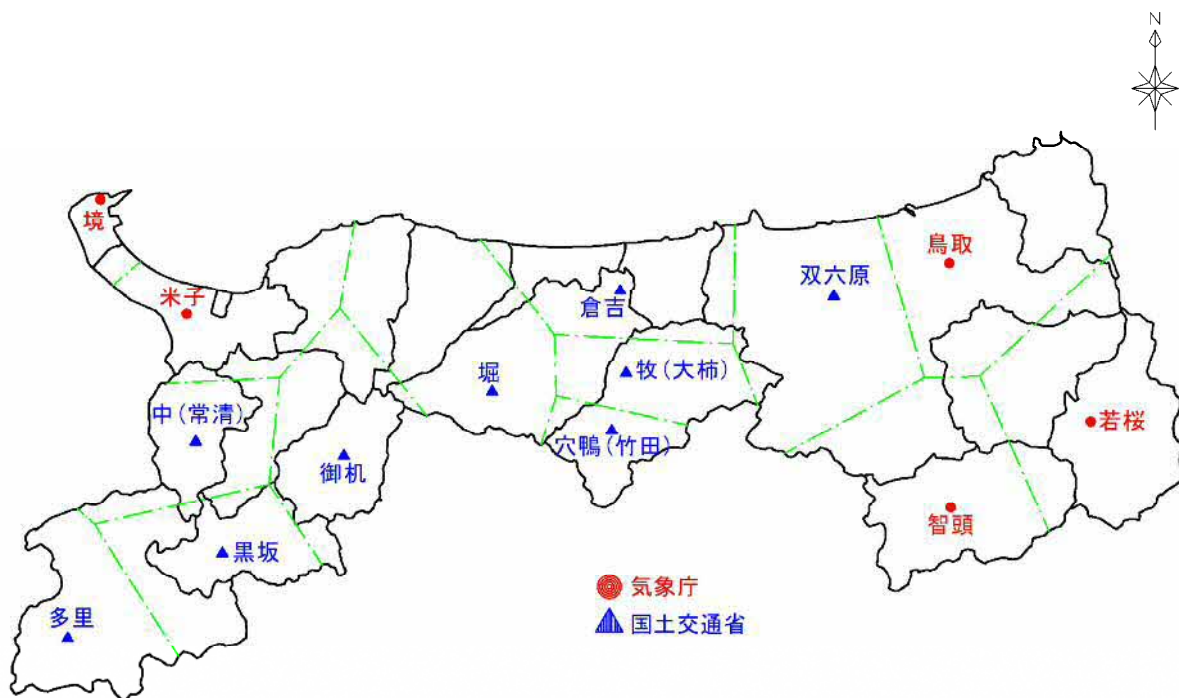 N
境
米子
鳥取
双六原
倉吉
堀
牧(大柿)
中(常清)
穴鴨(竹田)
若桜
御机
智頭
黒坂
多里
気象庁
国土交通省